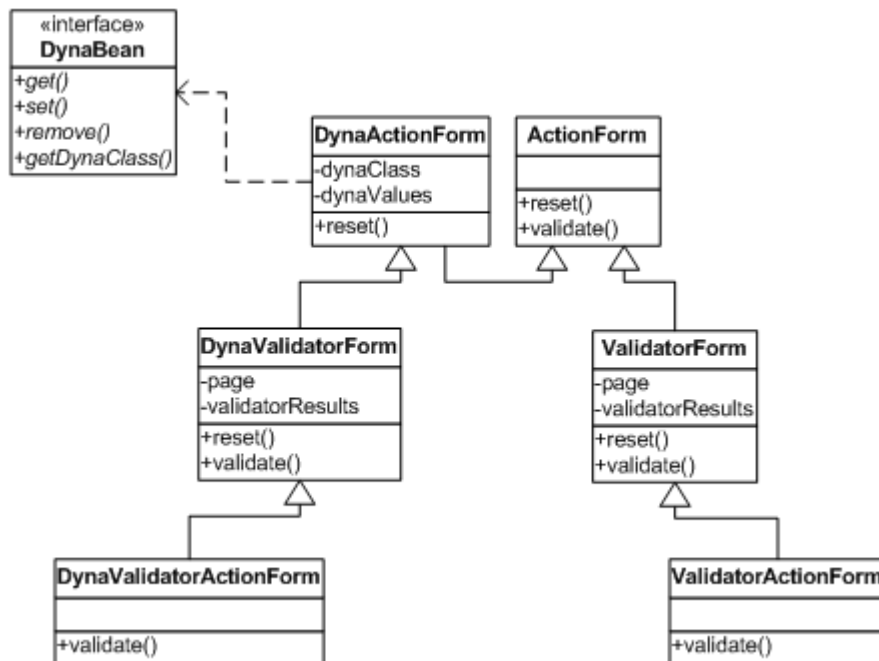 «interface»
DynaBean
+get()
+set()
+remove()
+getDynaClass()
DynaActionForm
-dynaClass
-dynaValues
+reset()
ActionForm
+reset()
+validate()
DynaValidatorForm
-page
-validatorResults
+reset()
+validate()
ValidatorForm
-page
-validatorResults
+reset()
+validate()
DynaValidatorActionForm
+validate()
ValidatorActionForm
+validate()